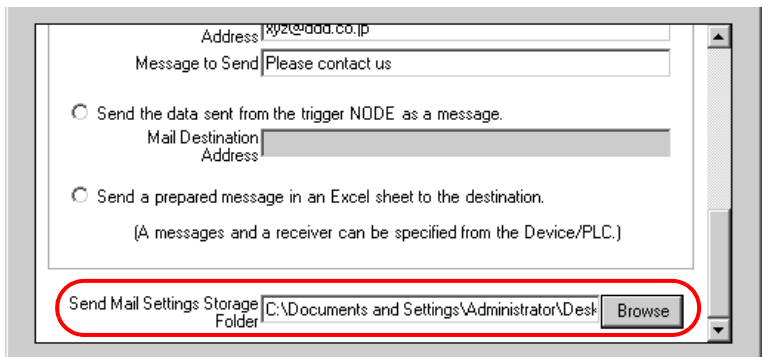 Address xyz@ddd.co.jp
Message to Send Please contact us
Send the data sent from the trigger NODE as a message.
Mail Destination
Address
Send a prepared message in an Excel sheet to the destination.
(A messages and a receiver can be specified from the Device/PLC.)
Send Mail Settings Storage
Folder C:\Documents and Settings\Administrator\Desk Browse